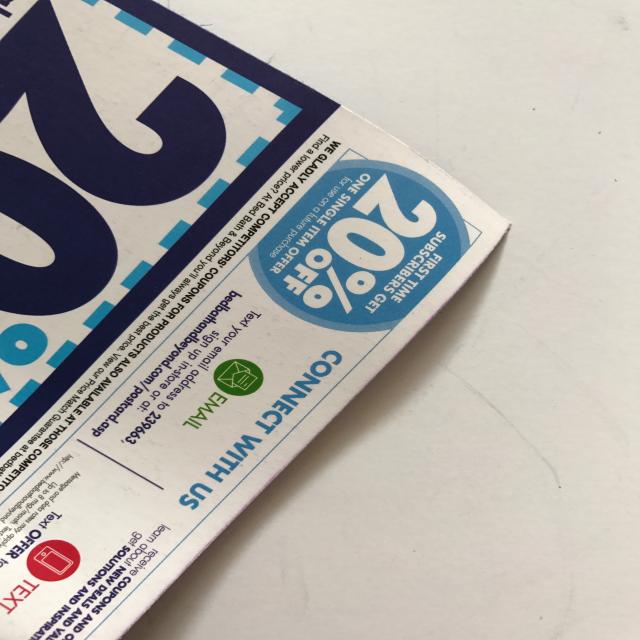 20
WE GLADLY ACCEPT COMPETITORS' COUPONS FOR PRODUCTS ALSO AVAILABLE AT THOSE
Find a lower price? At Bed Bath & Beyond you'll always get the best price. View our Price Match Guarantee at
FIRST TIME
SUBSCRIBERS GET
20%
OFF
ONE SINGLE ITEM OFFER
for use on a future purchase
CONNECT WITH US
EMAIL
Text your email
address to 239663,
sign up in-store or at:
bedbathandbeyond.com/postcard.app
TEXT
Text OFFER
receive COUPONS AND
learn about NEW DEALS AND
get SOLUTIONS AND